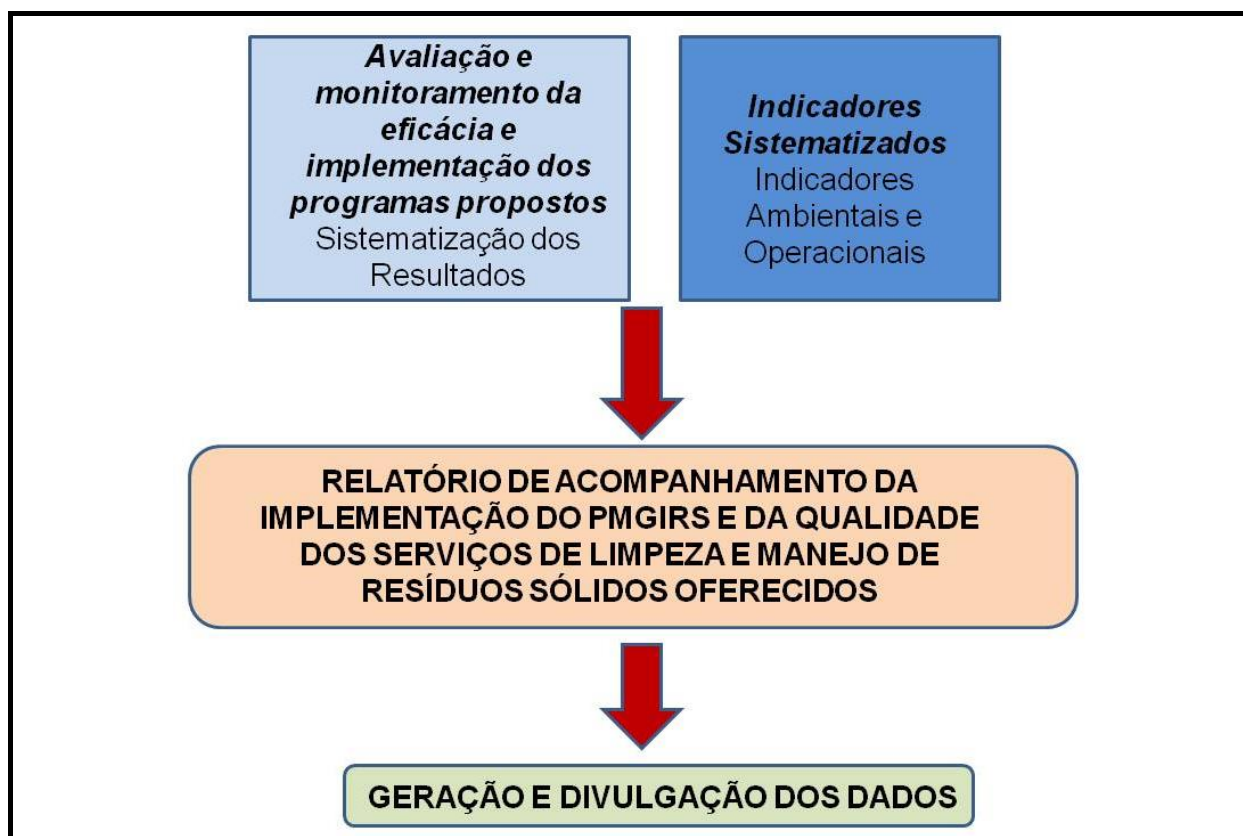 Avaliação e
monitoramento da
eficácia e
implementação dos
programas propostos
Sistematização dos
Resultados
Indicadores
Sistematizados
Indicadores
Ambientais e
Operacionais
RELATÓRIO DE ACOMPANHAMENTO DA
IMPLEMENTAÇÃO DO PMGIRS E DA QUALIDADE
DOS SERVIÇOS DE LIMPEZA E MANEJO DE
RESÍDUOS SÓLIDOS OFERECIDOS
GERAÇÃO E DIVULGAÇÃO DOS DADOS